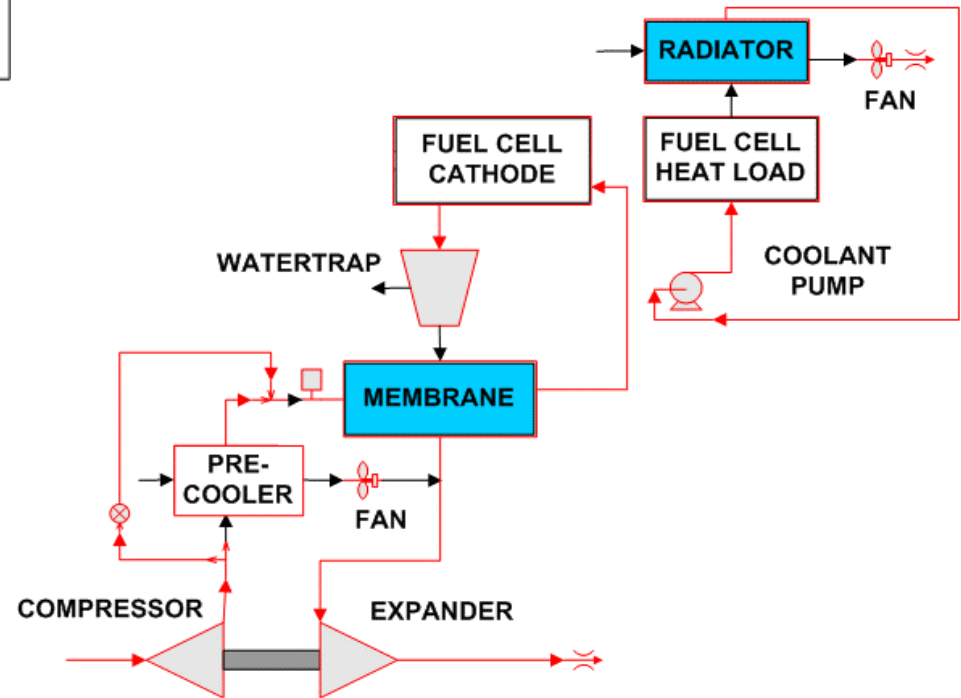 RADIATOR
FAN
FUEL CELL
CATHODE
FUEL CELL
HEAT LOAD
WATERTRAP
COOLANT
PUMP
MEMBRANE
PRE-
COOLER
FAN
COMPRESSOR
EXPANDER